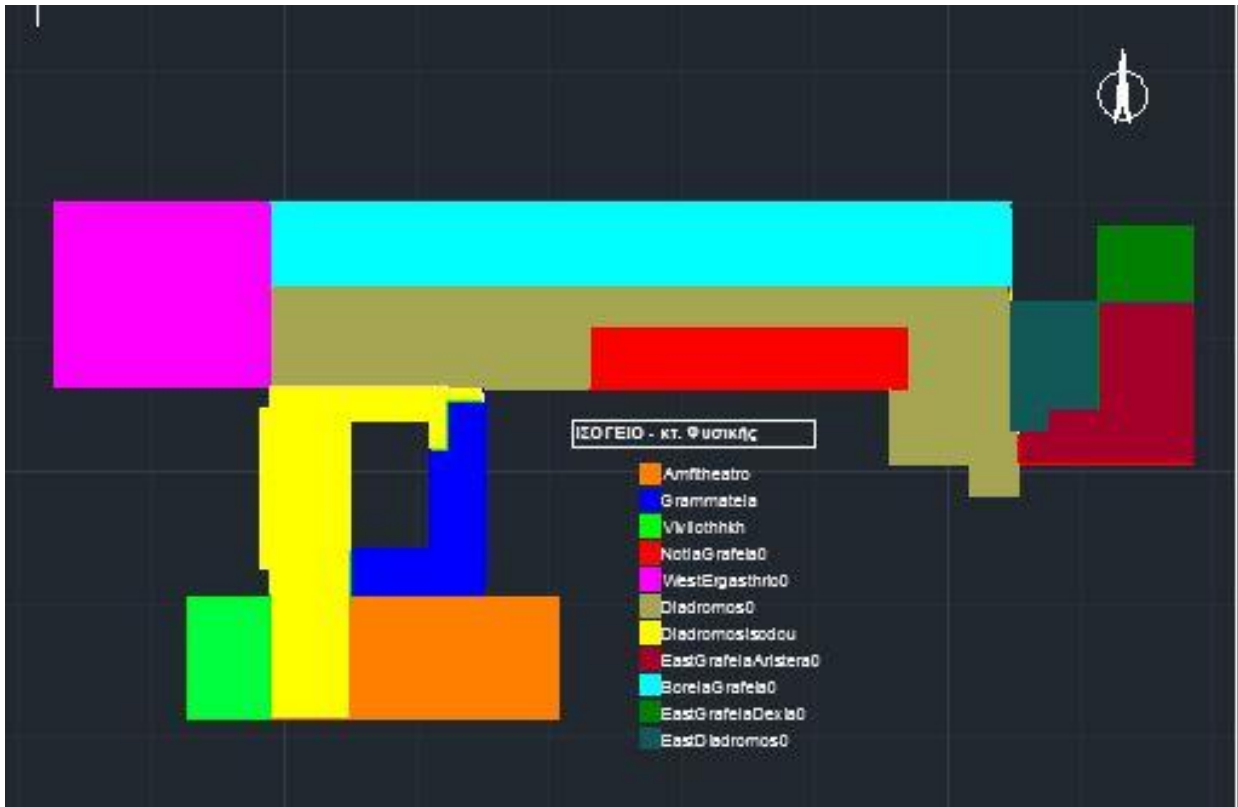 ΙΣΟΓΕΙΟ - κτ. Φυσικής
Amfitheatro
Grammateia
Vivliothhkh
NotiaGrafeia0
WestErgasthrio0
Diadromos0
DiadromosIsodou
EastGrafeiaAristera0
BoreiaGrafeia0
EastGrafeiaDexia0
EastDiadromos0